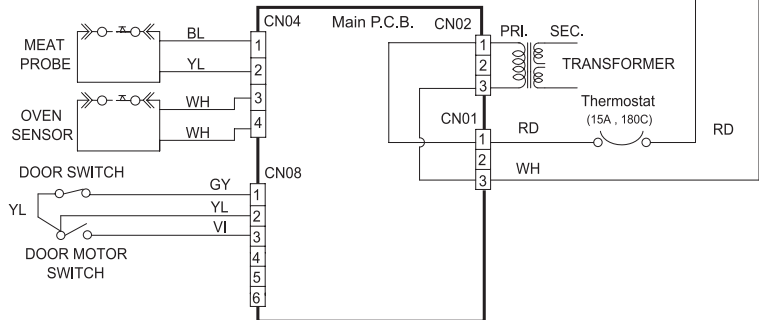 CN04
Main P.C.B.
CN02
MEAT
PROBE
BL
YL
1
2
3
4
OVEN
SENSOR
WH
WH
DOOR SWITCH
CN08
GY
YL
YL
VI
1
2
3
4
5
6
DOOR MOTOR
SWITCH
1
2
3
PRI.
SEC.
TRANSFORMER
CN01
1
2
3
RD
WH
Thermostat
(15A , 180C)
RD